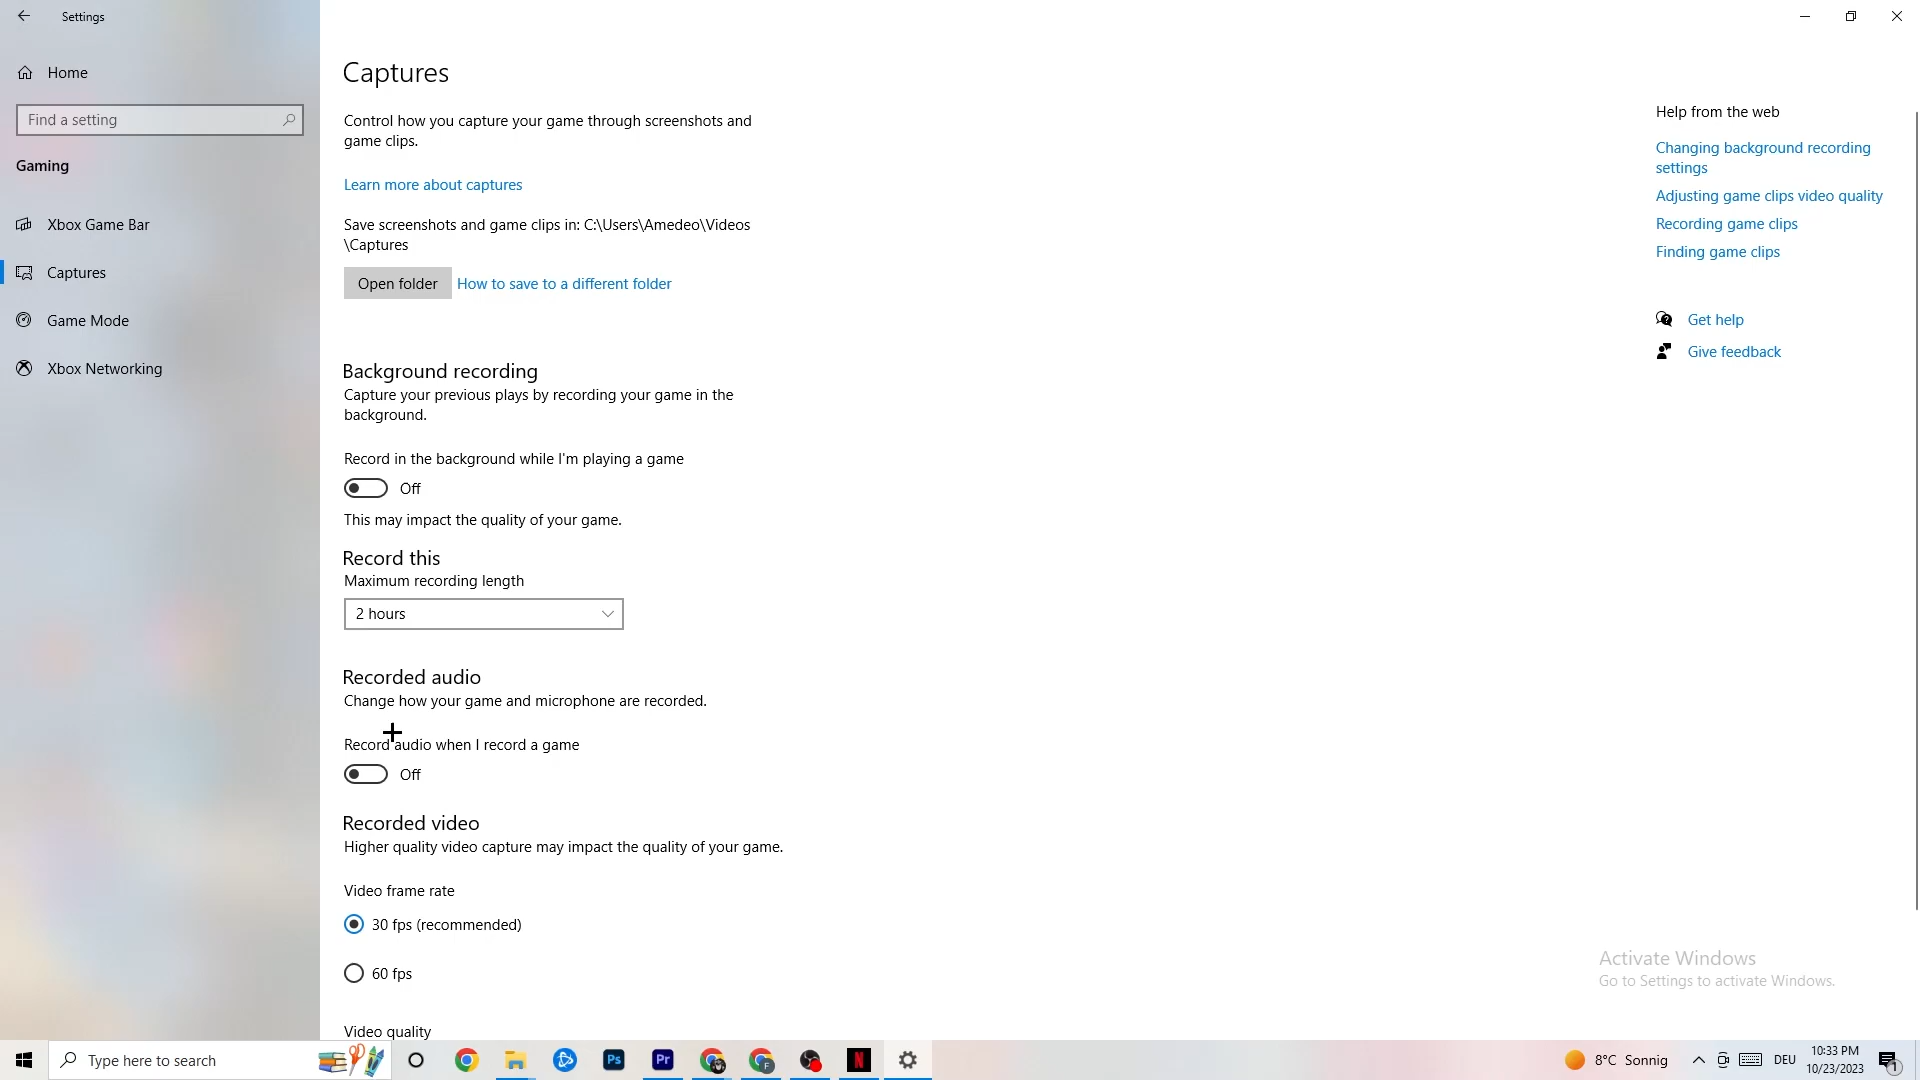 Settings
Home
Find a setting
Gaming
Xbox Game Bar
Captures
Game Mode
Xbox Networking
Captures
Control how you capture your game through screenshots and
game clips.
Learn more about captures
Save screenshots and game clips in: C:\Users\Amedeo\Videos
\Captures
Open folder
How to save to a different folder
Background recording
Capture your previous plays by recording your game in the
background.
Record in the background while I'm playing a game
Off
This may impact the quality of your game.
Record this
Maximum recording length
2 hours
Recorded audio
Change how your game and microphone are recorded.
Record audio when I record a game
Off
Recorded video
Higher quality video capture may impact the quality of your game.
Video frame rate
30 fps (recommended)
60 fps
Video quality
Help from the web
Changing background recording
settings
Adjusting game clips video quality
Recording game clips
Finding game clips
Get help
Give feedback
Activate Windows
Go to Settings to activate Windows.
Type here to search
Ps
Pr
F
N
8°C Sonnig
DEU
10:33 PM
10/23/2023
1